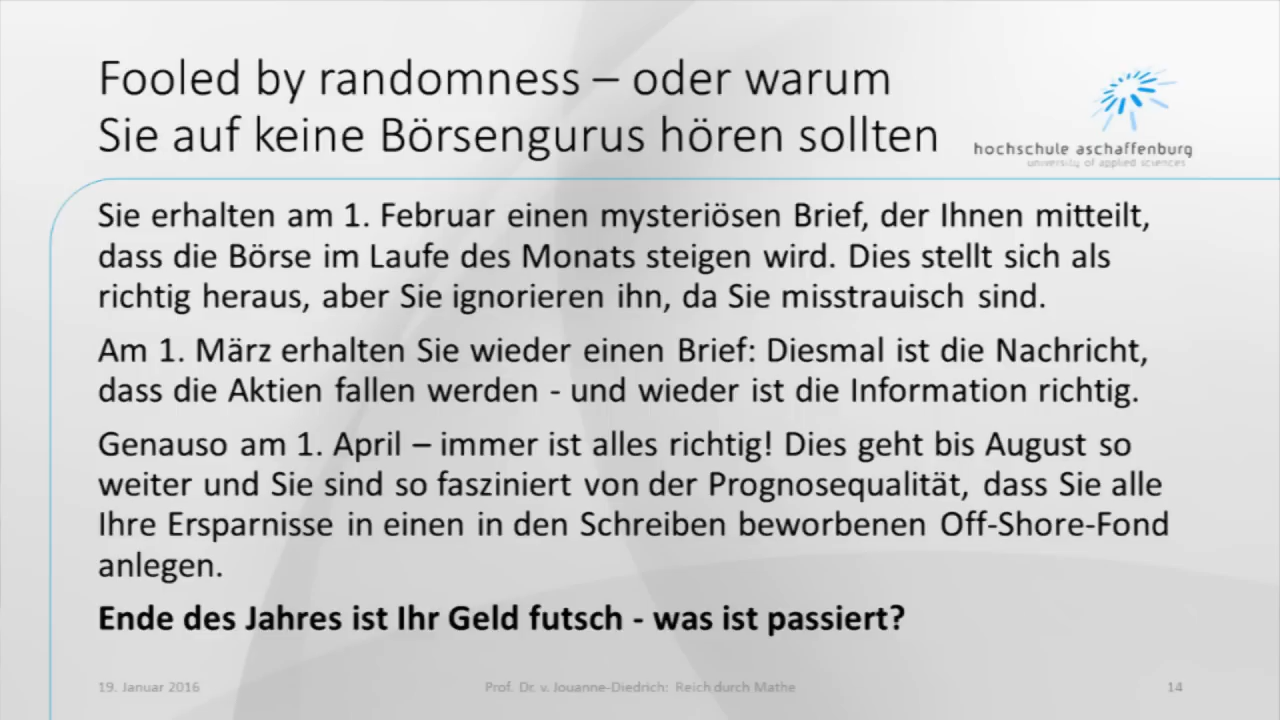 Fooled by randomness – oder warum
Sie auf keine Börsengurus hören sollten
hochschule aschaffenburg
university of applied sciences
Sie erhalten am 1. Februar einen mysteriösen Brief, der Ihnen mitteilt,
dass die Börse im Laufe des Monats steigen wird. Dies stellt sich als
richtig heraus, aber Sie ignorieren ihn, da Sie misstrauisch sind.
Am 1. März erhalten Sie wieder einen Brief: Diesmal ist die Nachricht,
dass die Aktien fallen werden - und wieder ist die Information richtig.
Genauso am 1. April – immer ist alles richtig! Dies geht bis August so
weiter und Sie sind so fasziniert von der Prognosequalität, dass Sie alle
Ihre Ersparnisse in einen in den Schreiben beworbenen Off-Shore-Fond
anlegen.
Ende des Jahres ist Ihr Geld futsch - was ist passiert?
19. Januar 2016
Prof. Dr. v. Jouanne-Diedrich: Reich durch Mathe
14